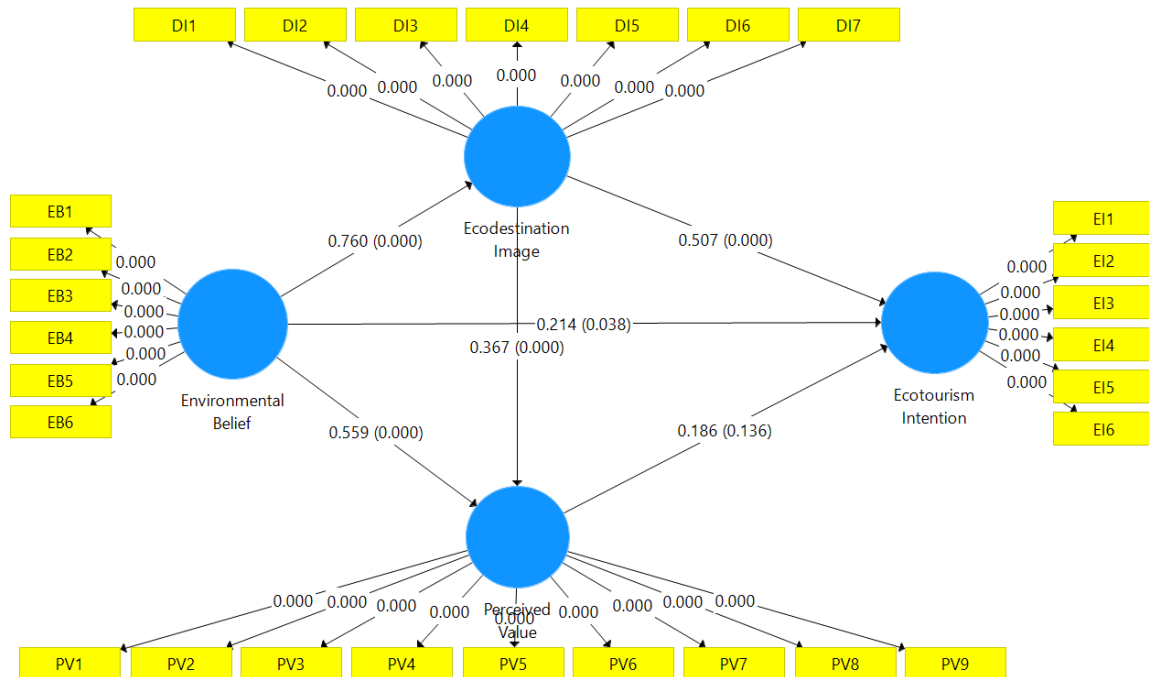 DI1 DI2 DI3 DI4 DI5 DI6 DI7
0.000 0.000 0.000 0.000 0.000 0.000 0.000
EB1
EB2
EB3
EB4
EB5
EB6
0.000
0.000
0.000
0.000
0.000
0.000
Environmental
Belief
Ecodestination
Image
0.760 (0.000)
0.507 (0.000)
0.214 (0.038)
0.367 (0.000)
0.559 (0.000)
0.186 (0.136)
EI1
EI2
EI3
EI4
EI5
EI6
0.000
0.000
0.000
0.000
0.000
0.000
Ecotourism
Intention
0.000 0.000 0.000 0.000 0.000 0.000 0.000 0.000 0.000
Perceived
Value
PV1 PV2 PV3 PV4 PV5 PV6 PV7 PV8 PV9